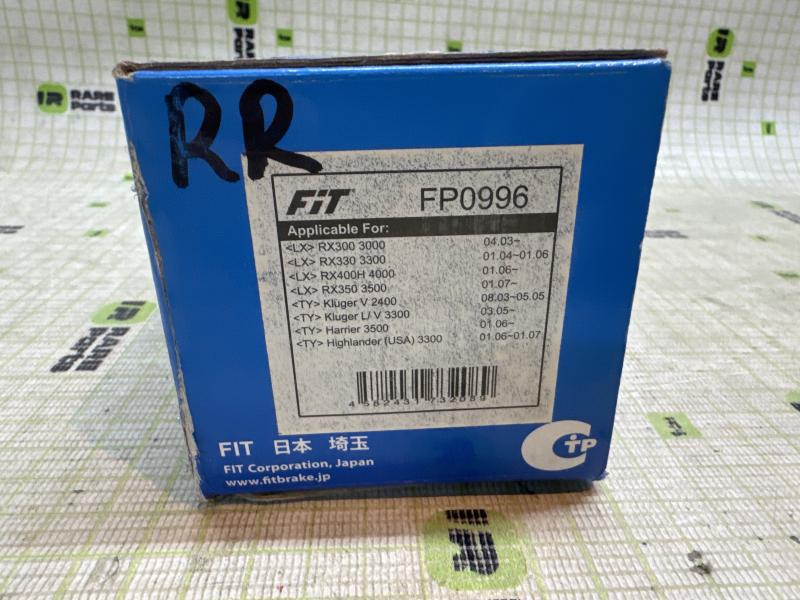 RARE
Parts
RR
FiT FP0996
Applicable For:
<LX> RX300 3000 04.03~
<LX> RX330 3300 01.04~01.06
<LX> RX400H 4000 01.06~
<LX> RX350 3500 01.07~
<TY> Kluger V 2400 08.03~05.05
<TY> Kluger L/ V 3300 03.05~
<TY> Harrier 3500 01.06~
<TY> Highlander (USA) 3300 01.06~01.07
FIT 日本 埼玉
FIT Corporation, Japan
www.fitbrake.jp
CTP
RARE
Parts